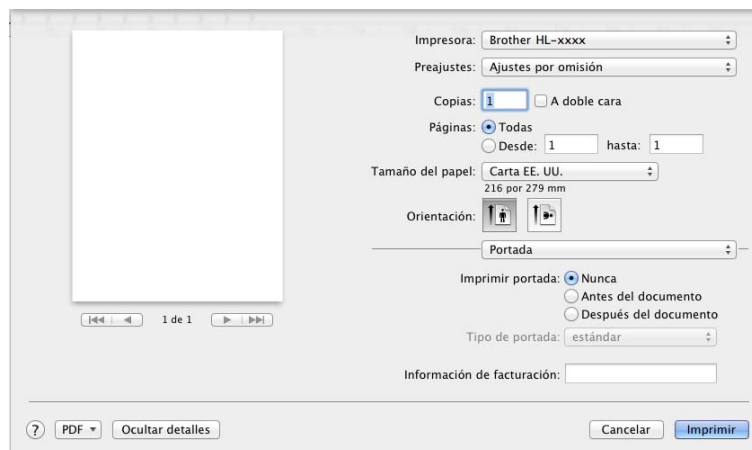 Impresora: Brother HL-xxxx
Preajustes: Ajustes por omisión
Copias: 1 A doble cara
Páginas: Todas
Desde: 1 hasta: 1
Tamaño del papel: Carta EE. UU.
216 por 279 mm
Orientación:
Portada
Imprimir portada: Nunca
Antes del documento
Después del documento
Tipo de portada: estándar
Información de facturación:
1 de 1
? PDF Ocultar detalles Cancelar Imprimir